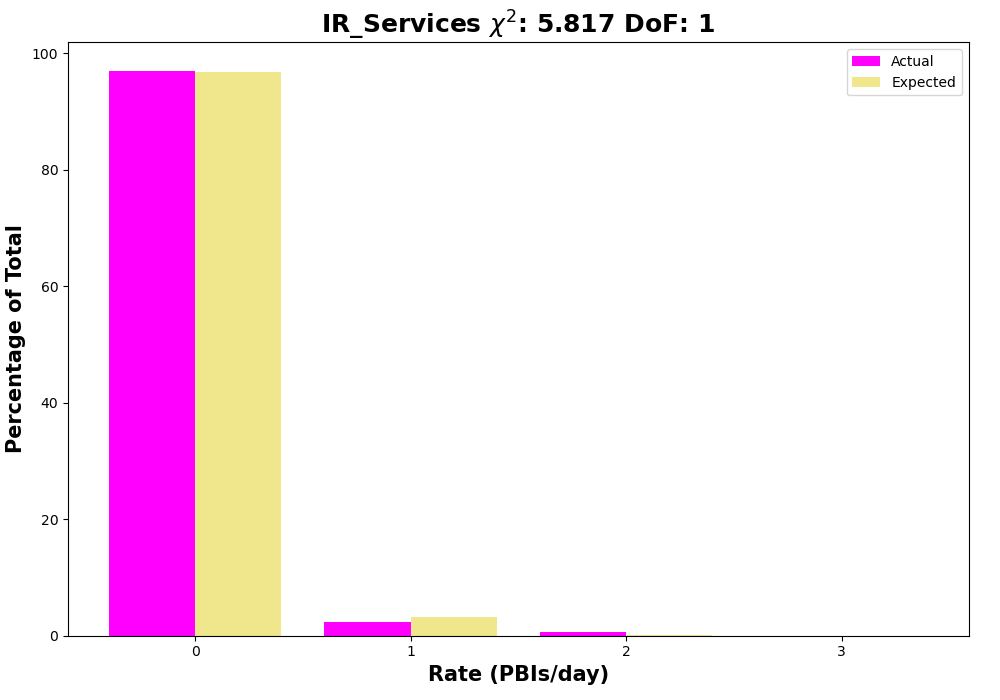 IR_Services χ²: 5.817 DoF: 1
Actual
Expected
Percentage of Total
100
80
60
40
20
0
0 1 2 3
Rate (PBIs/day)